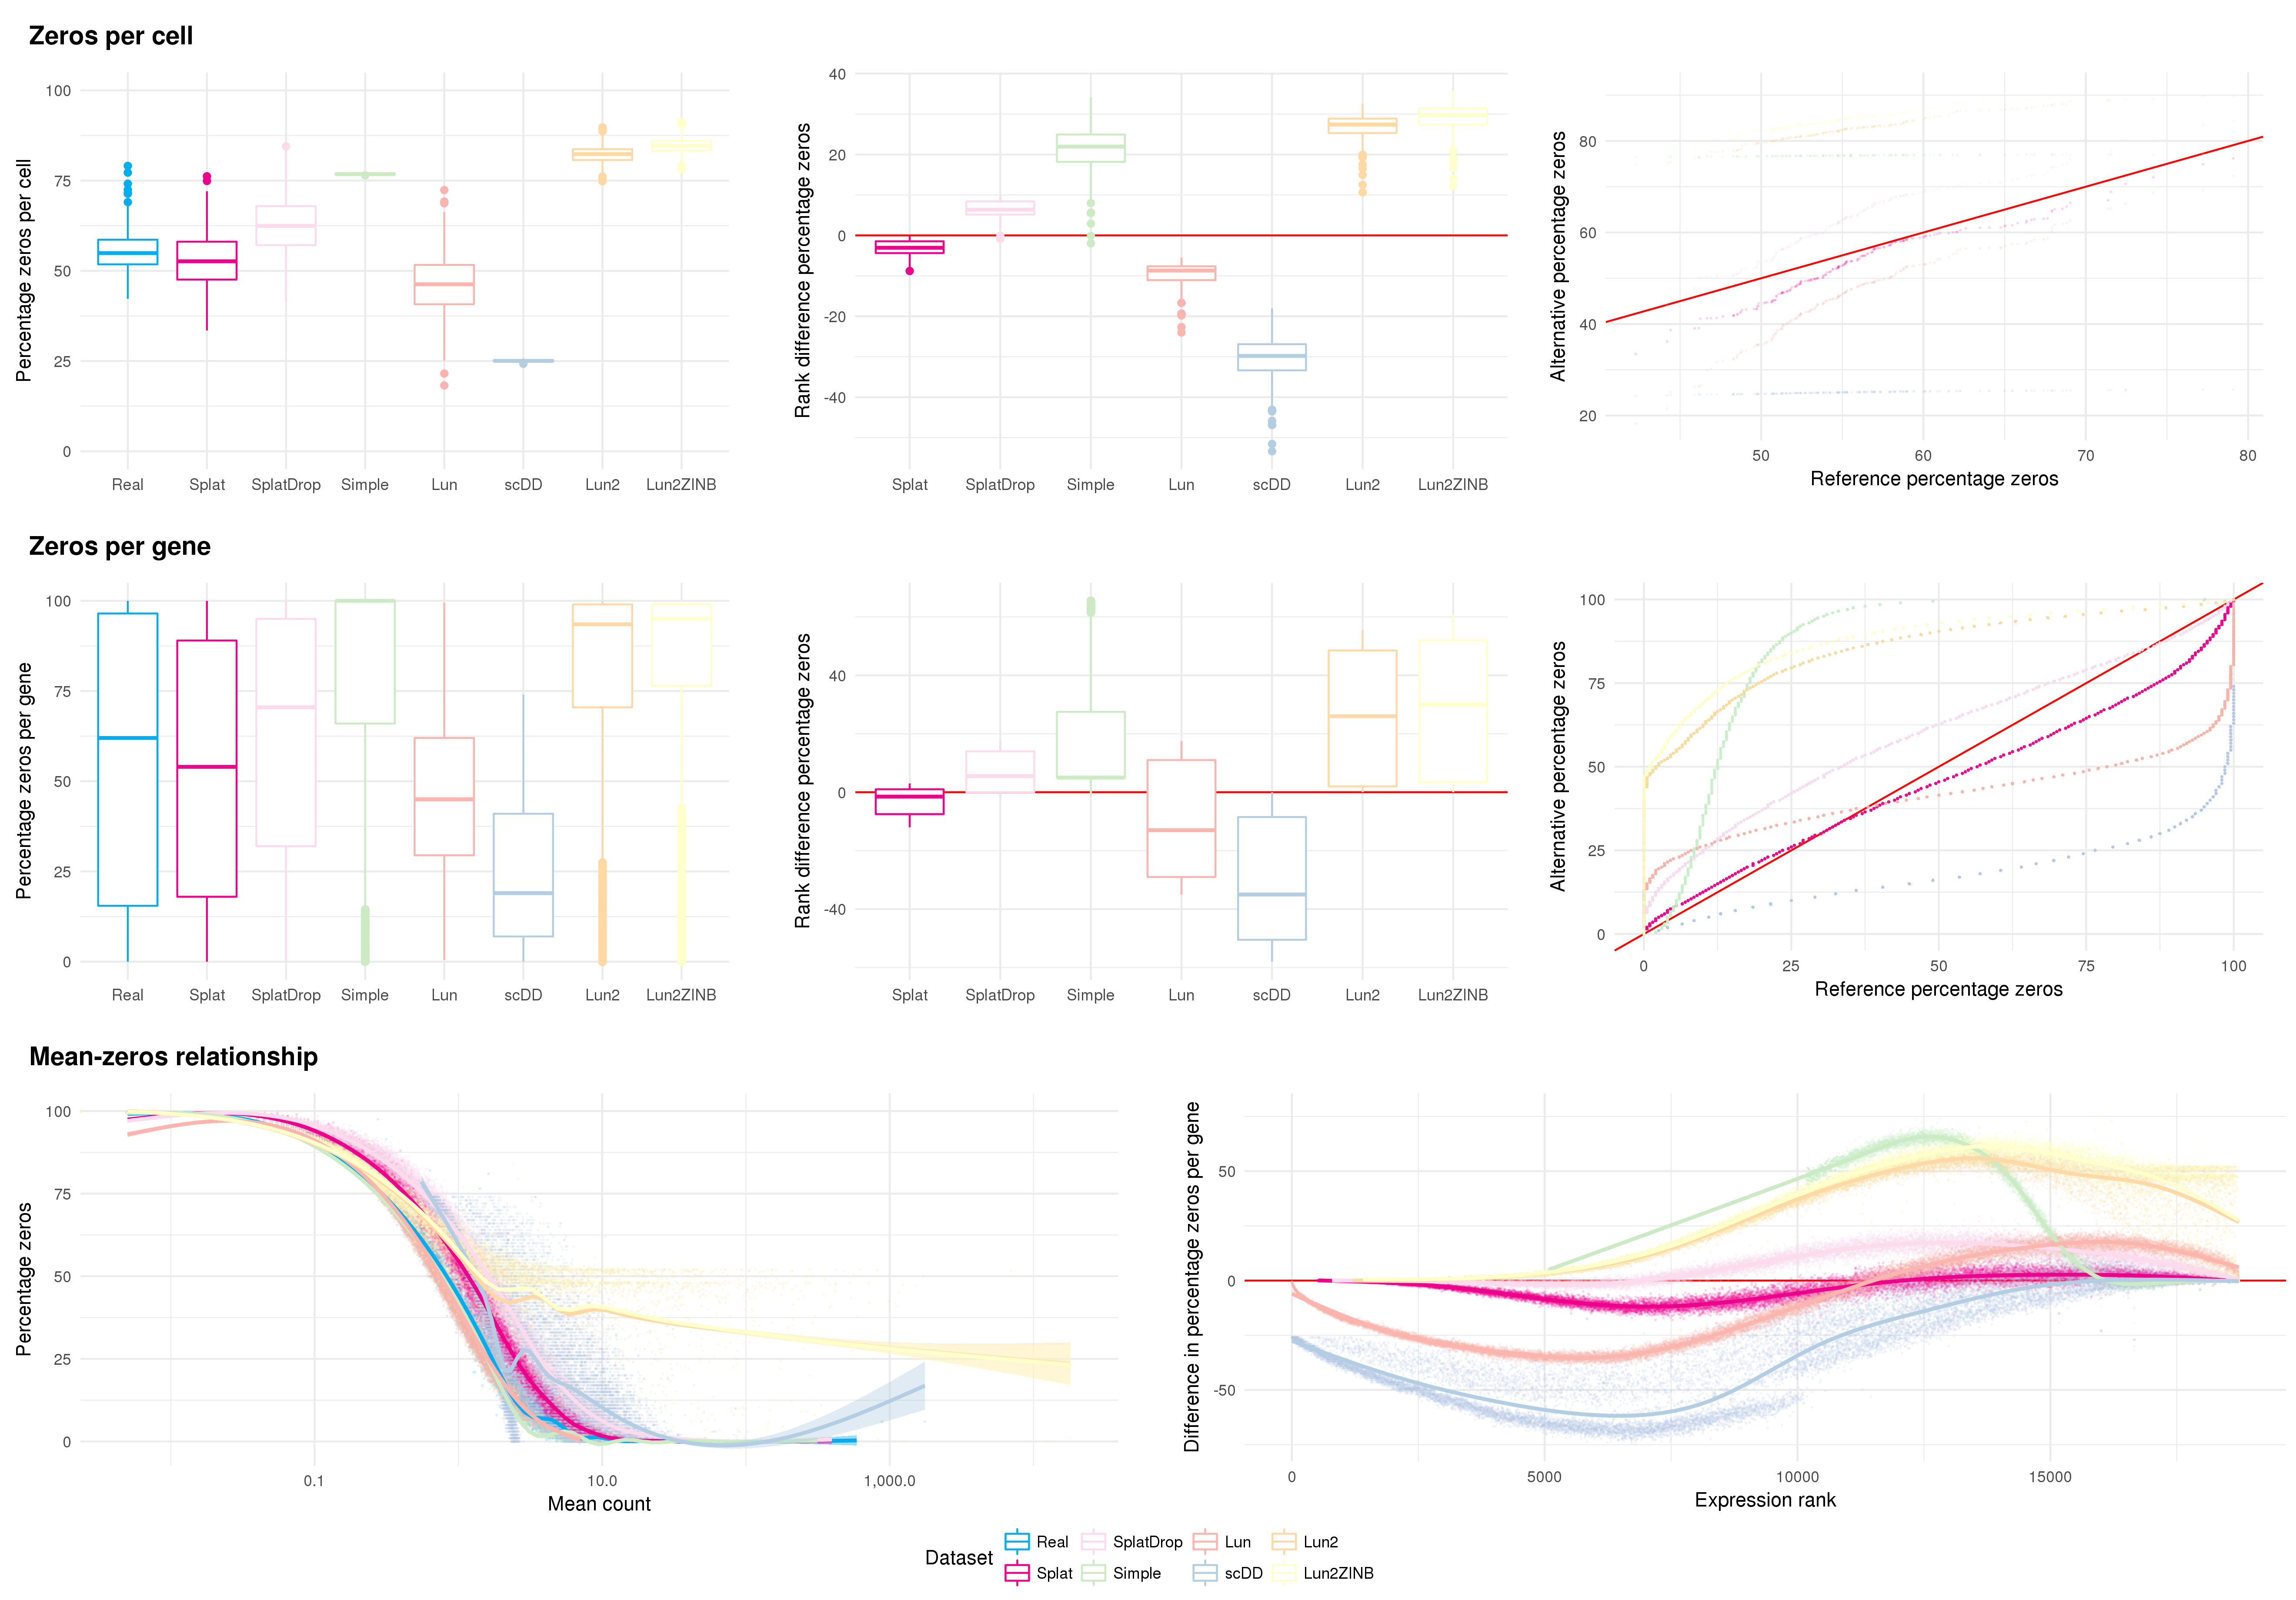 Zeros per cell
Percentage zeros per cell
100
75
50
25
0
Real Splat SplatDrop Simple Lun scDD Lun2 Lun2ZINB
Rank difference percentage zeros
40
20
0
-20
-40
Splat SplatDrop Simple Lun scDD Lun2 Lun2ZINB
Alternative percentage zeros
80
60
40
20
50 60 70 80
Reference percentage zeros
Zeros per gene
Percentage zeros per gene
100
75
50
25
0
Real Splat SplatDrop Simple Lun scDD Lun2 Lun2ZINB
Rank difference percentage zeros
40
0
-40
Splat SplatDrop Simple Lun scDD Lun2 Lun2ZINB
Alternative percentage zeros
100
75
50
25
0
0 25 50 75 100
Reference percentage zeros
Mean-zeros relationship
Percentage zeros
100
75
50
25
0
0.1 10.0 1,000.0
Mean count
Difference in percentage zeros per gene
50
0
-50
0 5000 10000 15000
Expression rank
Dataset
Real SplatDrop Lun Lun2
Splat Simple scDD Lun2ZINB